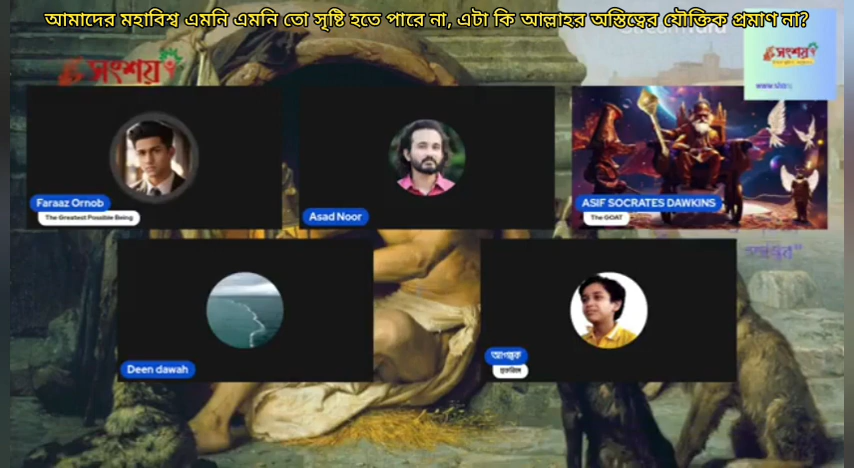 আমাদের মহাবিশ্ব এমনি এমনি তো সৃষ্টি হতে পারে না, এটা কি আল্লাহর অস্তিত্বের যৌক্তিক প্রমাণ না?
সংশয়
সংশয়
Faraaz Ornob
The Greatest Possible Being
Asad Noor
ASIF SOCRATES DAWKINS
The GOAT
Deen dawah
আগন্তুক